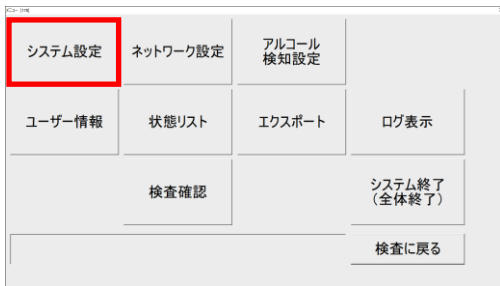 システム設定
ネットワーク設定
アルコール
検知設定
ユーザー情報
状態リスト
エクスポート
ログ表示
検査確認
システム終了
(全体終了)
検査に戻る